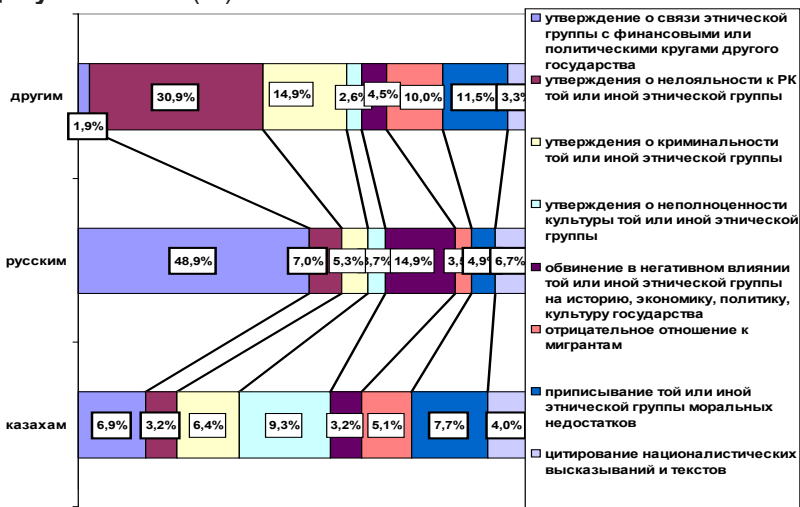 другим
1,9%
30,9%
14,9%
2,6%
4,5%
10,0%
11,5%
3,3%
русским
48,9%
7,0%
5,3%
3,7%
14,9%
4,9%
6,7%
казахам
6,9%
3,2%
6,4%
9,3%
3,2%
5,1%
7,7%
4,0%
утверждение о связи этнической
группы с финансовыми или
политическими кругами другого
государства
утверждения о нелояльности к РК
той или иной этнической группы
утверждения о криминальности
той или иной этнической группы
утверждения о неполноценности
культуры той или иной этнической
группы
обвинение в негативном влиянии
той или иной этнической группы
на историю, экономику, политику,
культуру государства
отрицательное отношение к
мигрантам
приписывание той или иной
этнической группы моральных
недостатков
цитирование националистических
высказываний и текстов